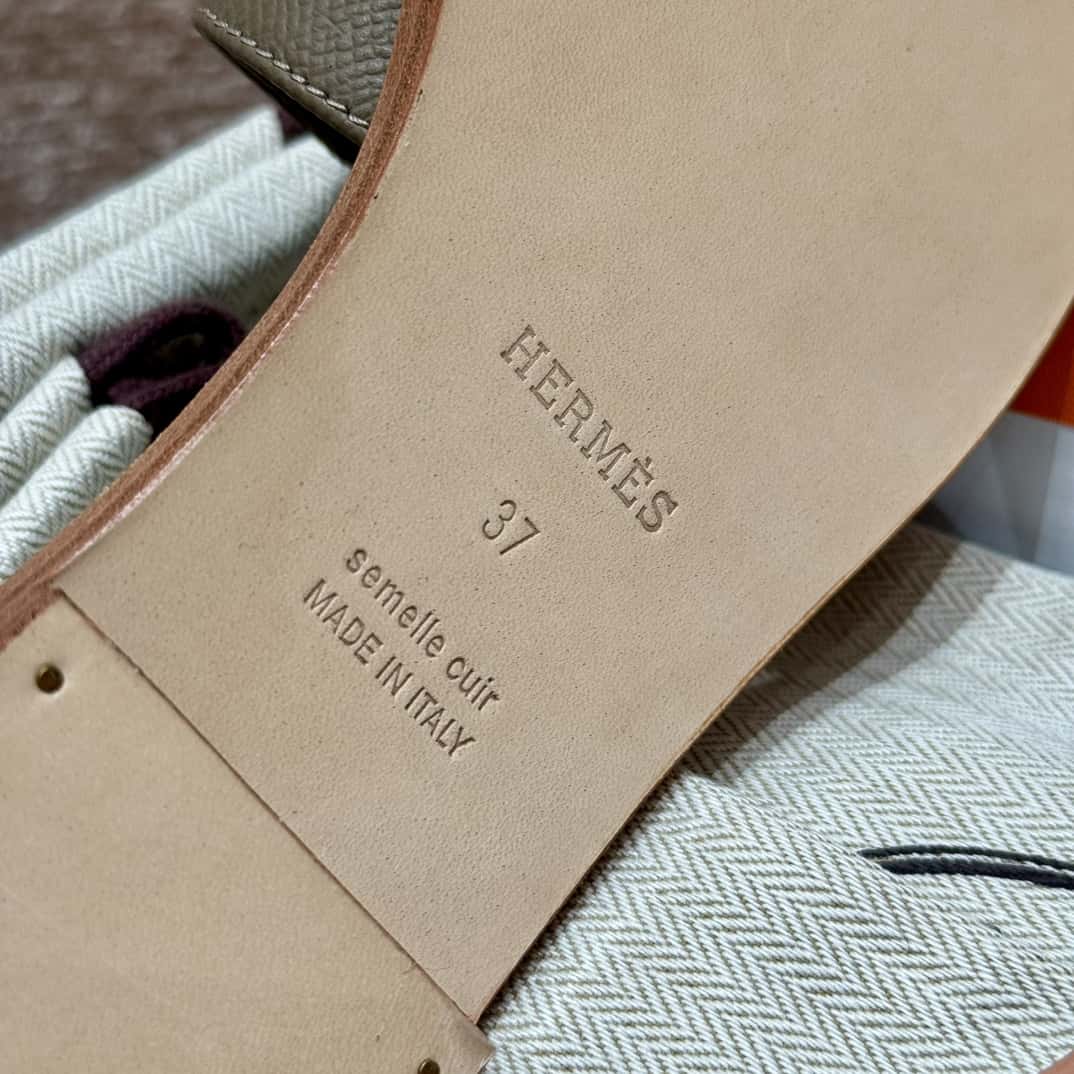 HERMÈS
37
semelle cuir
MADE IN ITALY